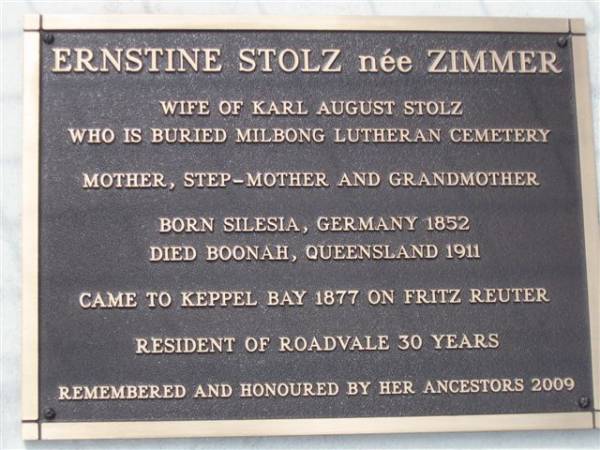 ERNSTINE STOLZ née ZIMMER
WIFE OF KARL AUGUST STOLZ
WHO IS BURIED MILBONG LUTHERAN CEMETERY
MOTHER, STEP-MOTHER AND GRANDMOTHER
BORN SILESIA, GERMANY 1852
DIED BOONAH, QUEENSLAND 1911
CAME TO KEPPEL BAY 1877 ON FRITZ REUTER
RESIDENT OF ROADVALE 30 YEARS
REMEMBERED AND HONOURED BY HER ANCESTORS 2009